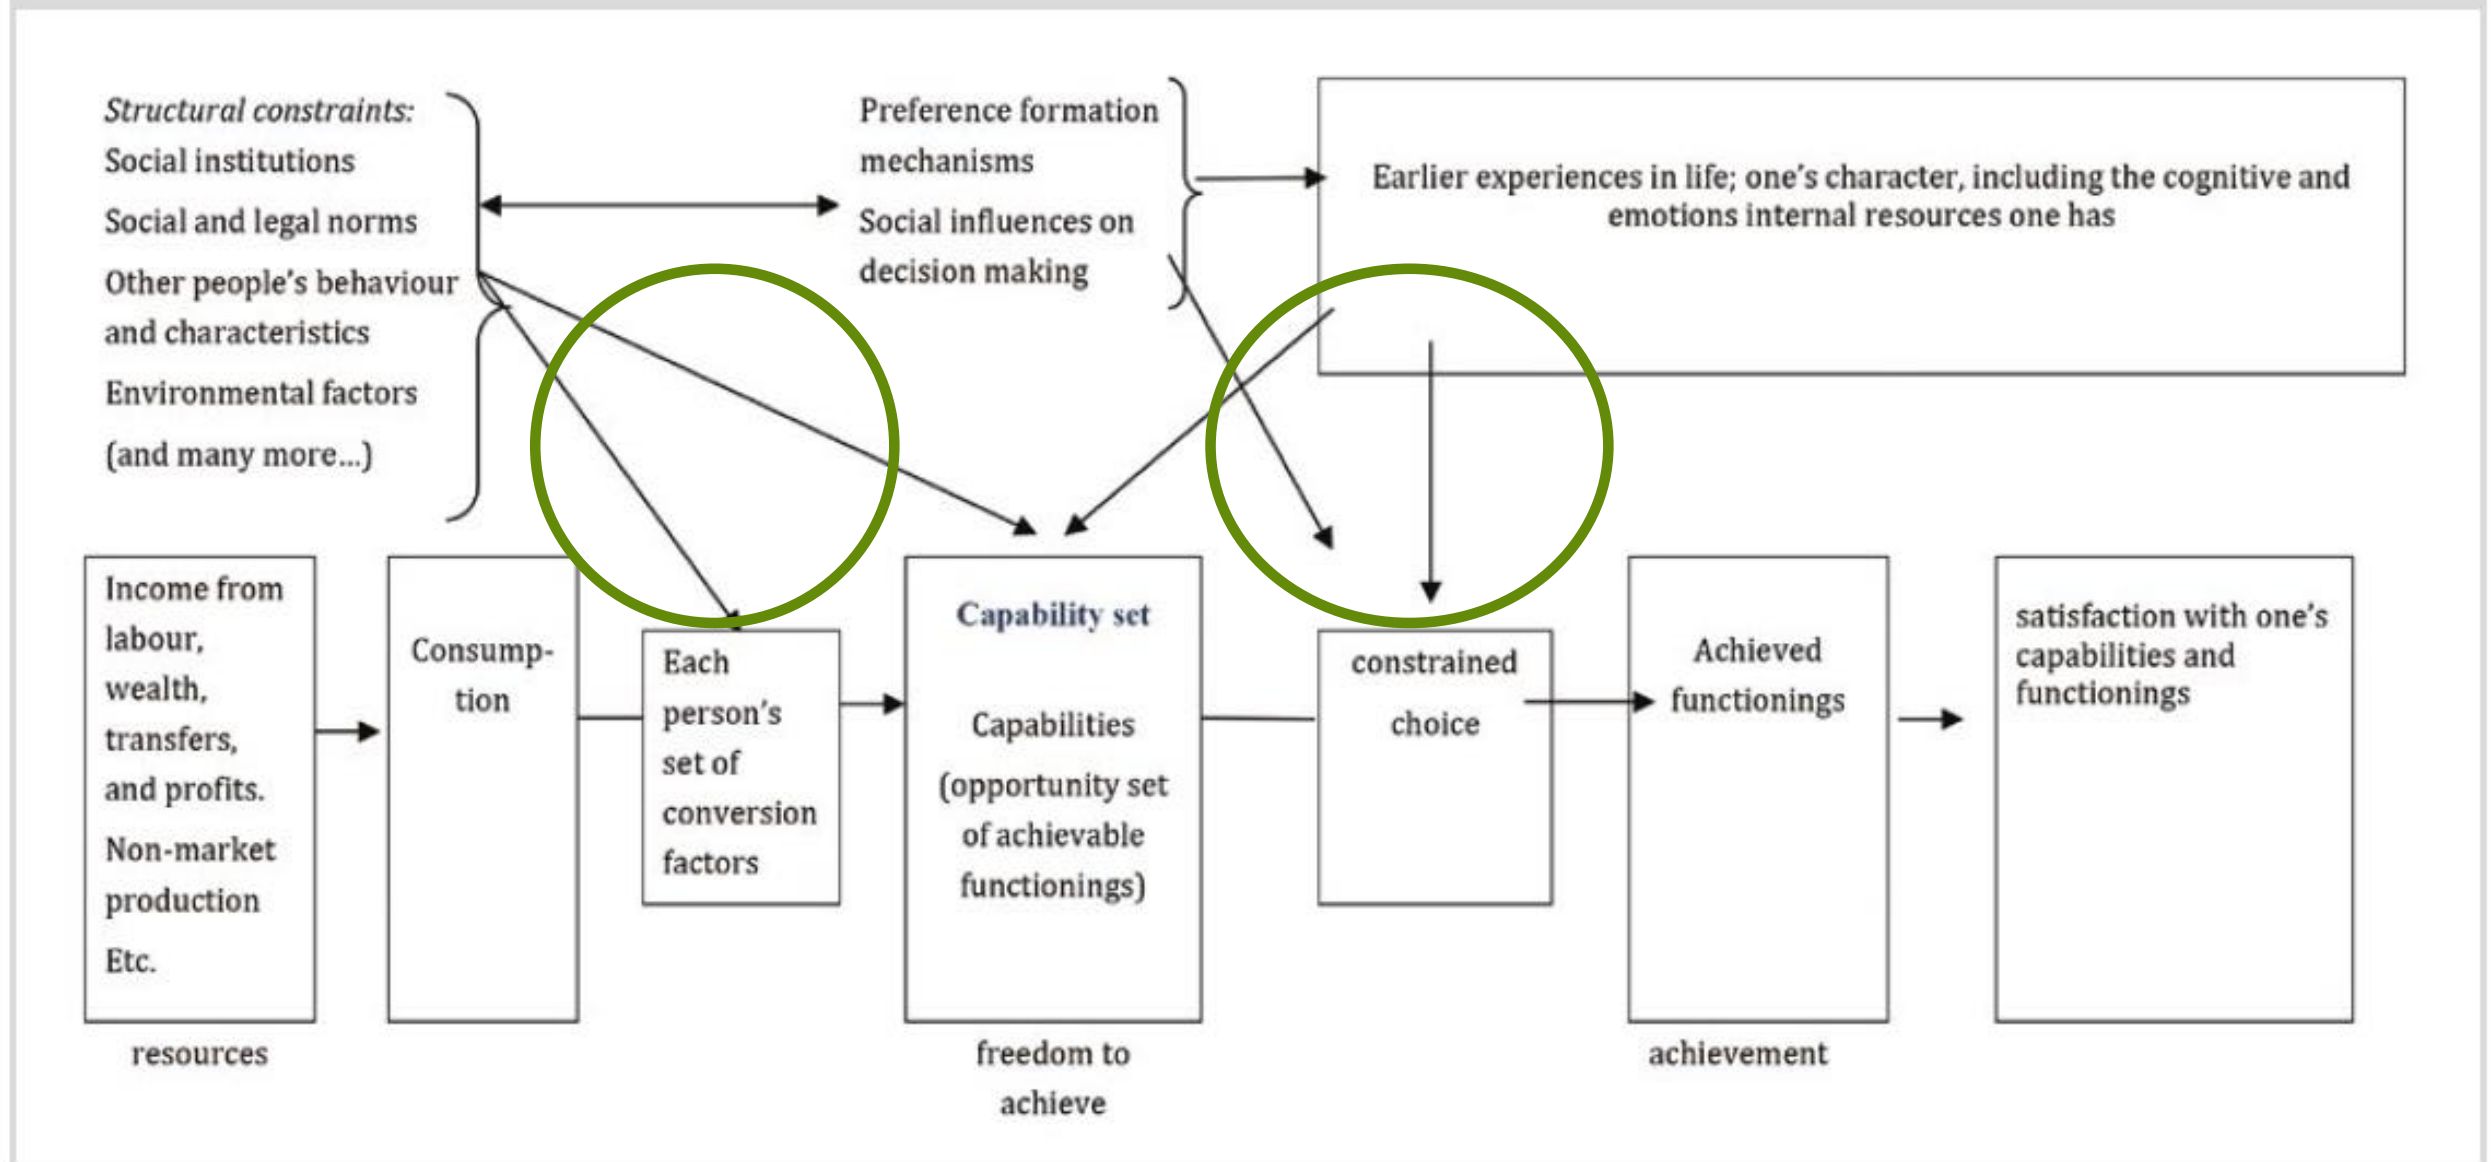 Structural constraints:
Social institutions
Social and legal norms
Other people's behaviour
and characteristics
Environmental factors
(and many more...)
Preference formation
mechanisms
Social influences on
decision making
Earlier experiences in life; one's character, including the cognitive and
emotions internal resources one has
Income from
labour,
wealth,
transfers,
and profits.
Non-market
production
Etc.
resources
Consump-
tion
Each
person's
set of
conversion
factors
Capability set
Capabilities
(opportunity set
of achievable
functionings)
freedom to
achieve
constrained
choice
Achieved
functionings
achievement
satisfaction with one's
capabilities and
functionings